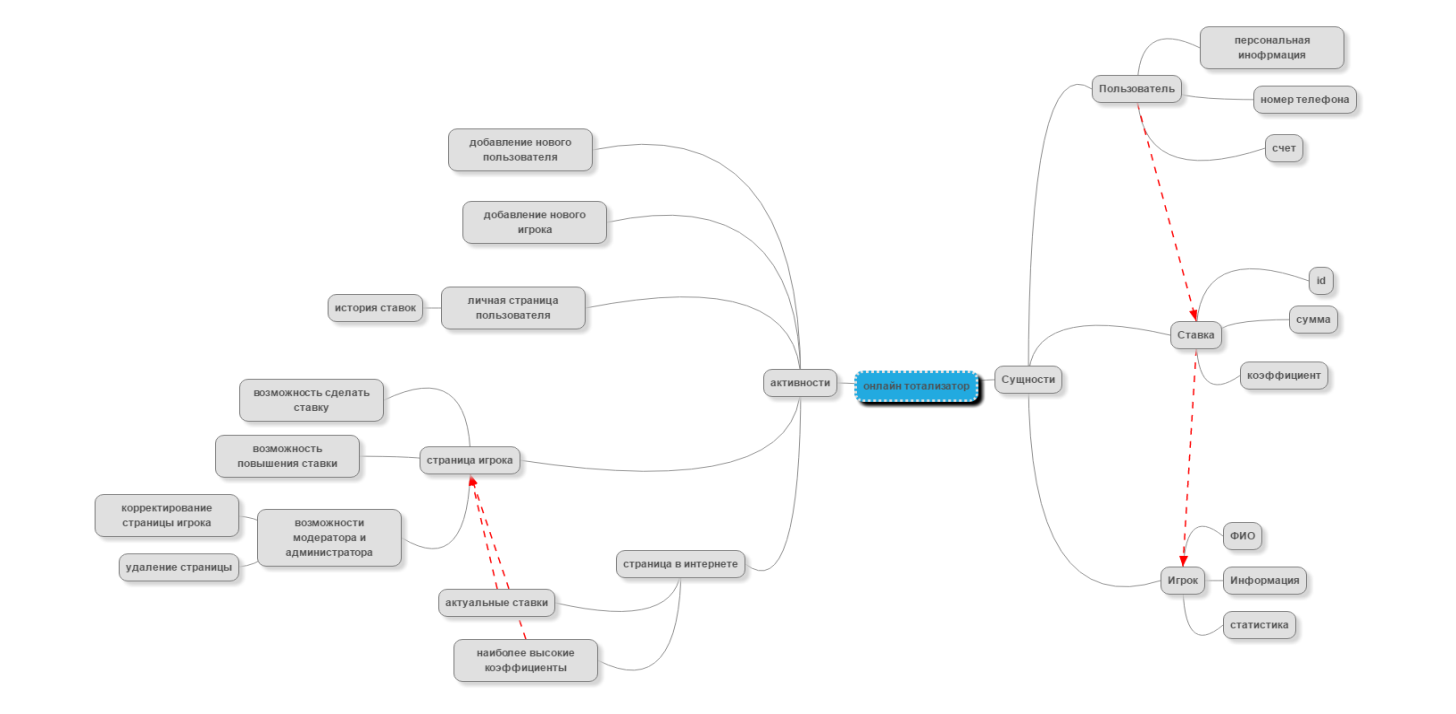 персональная
инофрмация
Пользователь
номер телефона
счет
добавление нового
пользователя
добавление нового
игрока
история ставок
личная страница
пользователя
id
сумма
Ставка
коэффициент
активности
онлайн тотализатор
Сущности
возможность сделать
ставку
возможность
повышения ставки
страница игрока
корректирование
страницы игрока
возможности
модератора и
администратора
удаление страницы
страница в интернете
актуальные ставки
наиболее высокие
коэффициенты
ФИО
Игрок
Информация
статистика